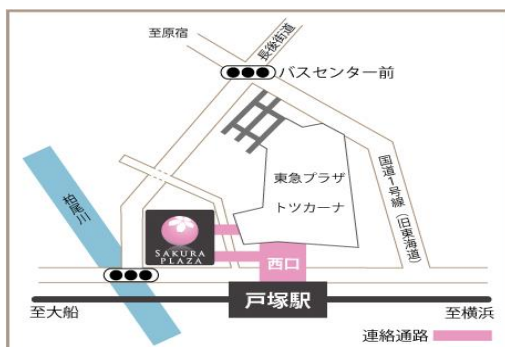 至原宿
長後街道
バスセンター前
東急プラザ
トツカーナ
国道1号線(旧東海道)
柏尾川
SAKURA
PLAZA
西口
戸塚駅
至大船
至横浜
連絡通路